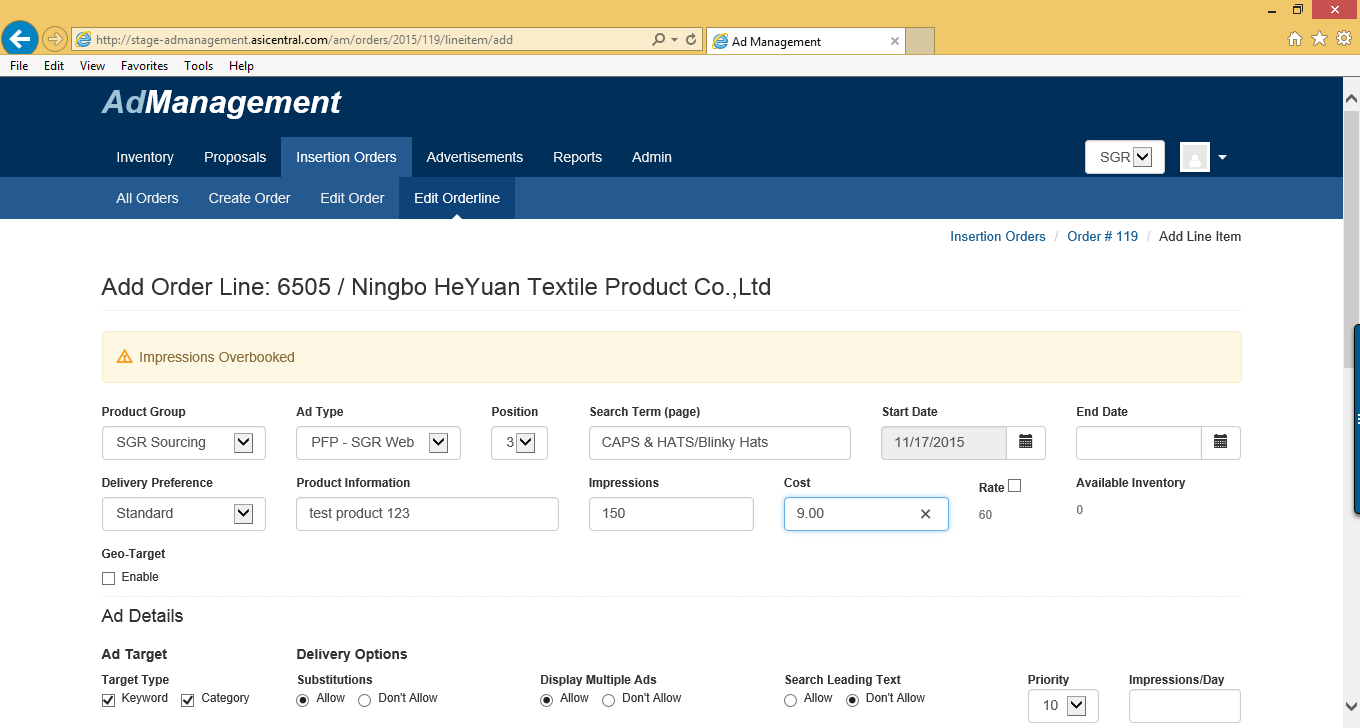 http://stage-admanagement.asicentral.com/am/orders/2015/119/lineitem/add
Ad Management
File Edit View Favorites Tools Help
AdManagement
Inventory Proposals Insertion Orders Advertisements Reports Admin SGR
All Orders Create Order Edit Order Edit Orderline
Insertion Orders / Order # 119 / Add Line Item
Add Order Line: 6505 / Ningbo HeYuan Textile Product Co.,Ltd
Impressions Overbooked
Product Group Ad Type Position Search Term (page) Start Date End Date
SGR Sourcing PFP - SGR Web 3 CAPS & HATS/Blinky Hats 11/17/2015
Delivery Preference Product Information Impressions Cost Rate Available Inventory
Standard test product 123 150 9.00 60 0
Geo-Target
Enable
Ad Details
Ad Target Delivery Options
Target Type Substitutions Display Multiple Ads Search Leading Text Priority Impressions/Day
Keyword Category Allow Don't Allow Allow Don't Allow Allow Don't Allow
10